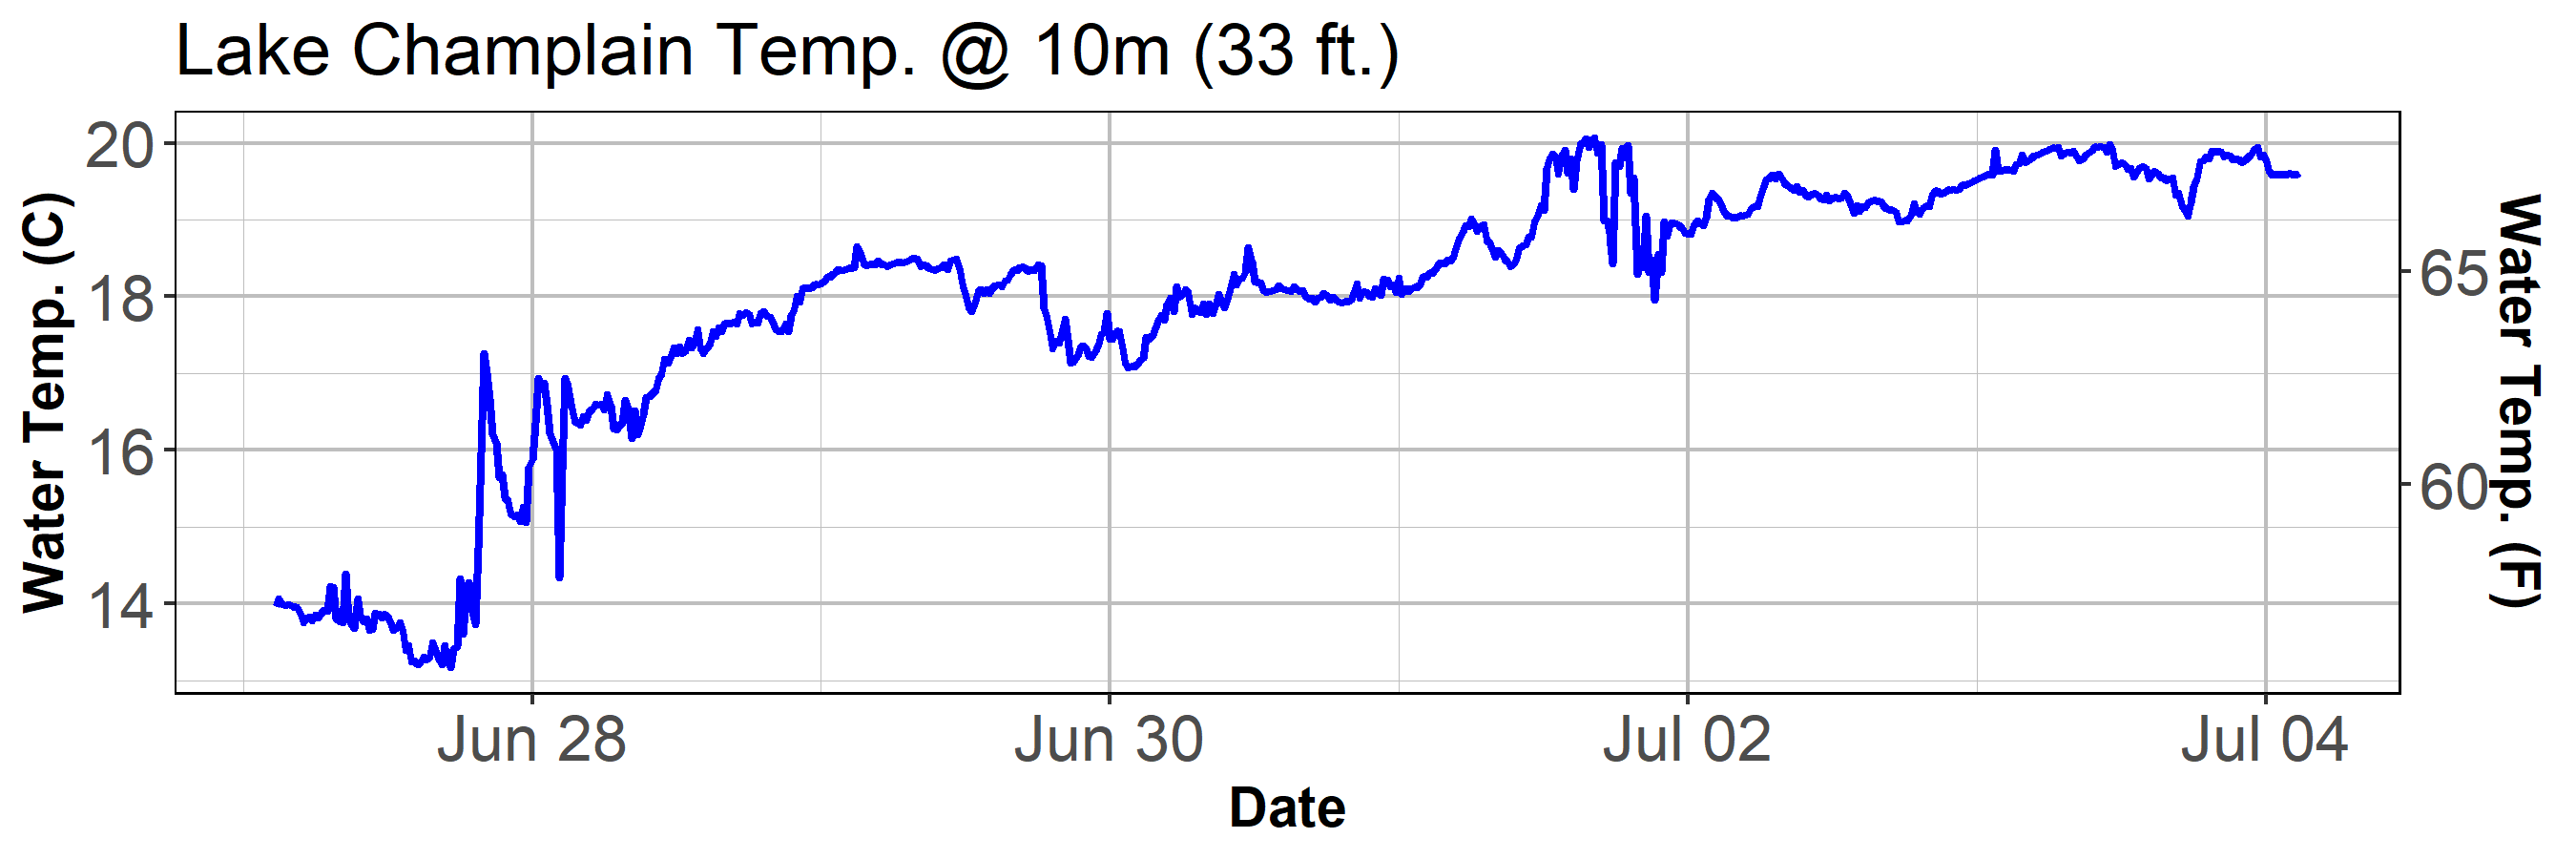 Lake Champlain Temp. @ 10m (33 ft.)
Water Temp. (C)
20
18
16
14
65
60
Water Temp. (F)
Jun 28
Jun 30
Jul 02
Jul 04
Date